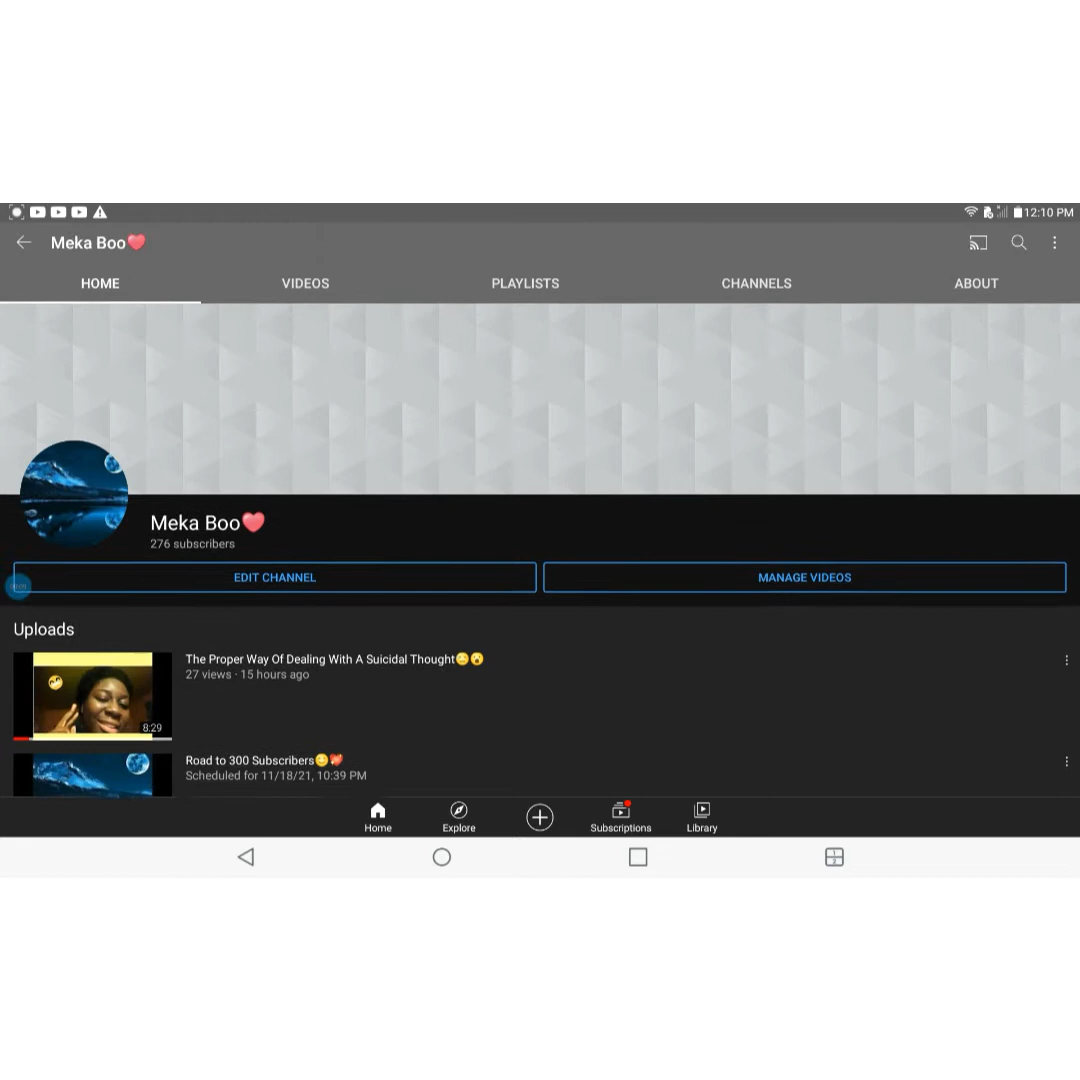 12:10 PM
Meka Boo❤️
HOME VIDEOS PLAYLISTS CHANNELS ABOUT
Meka Boo❤️
276 subscribers
EDIT CHANNEL MANAGE VIDEOS
Uploads
The Proper Way Of Dealing With A Suicidal Thought😊😮
27 views · 15 hours ago
8:29
Road to 300 Subscribers😊💝
Scheduled for 11/18/21, 10:39 PM
Home Explore Subscriptions Library